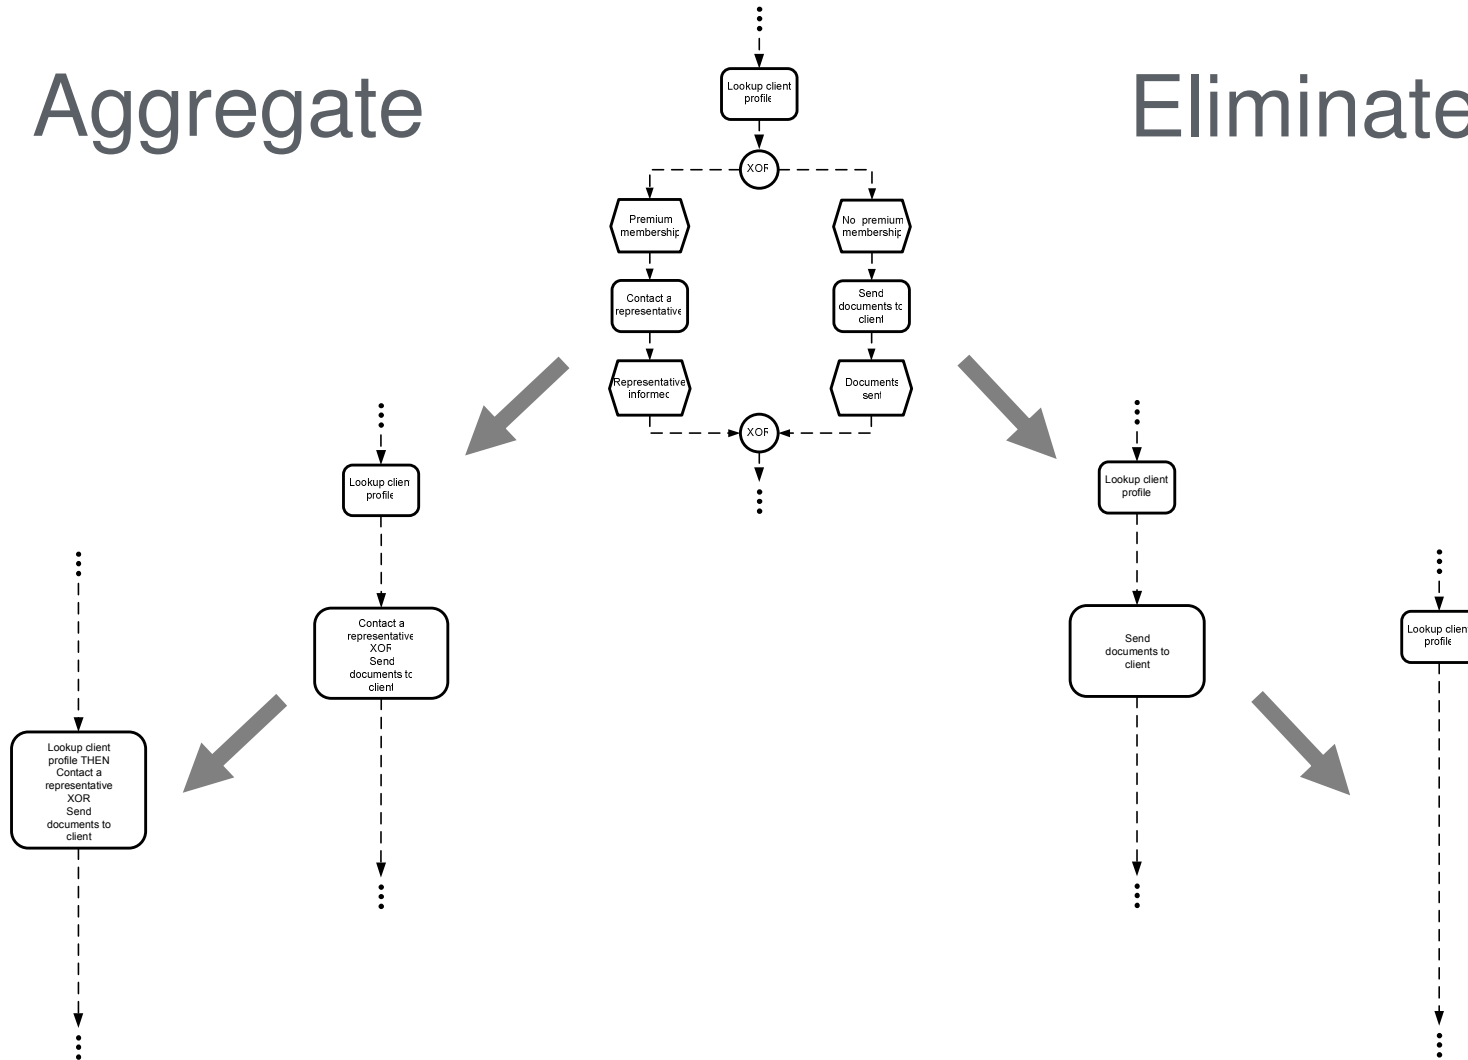 Aggregate
Eliminate
Lookup client
profile
XOR
Premium
membership
No premium
membership
Contact a
representative
Send
documents to
client
Representative
informed
Documents
sent
XOR
Lookup client
profile
Contact a
representative
XOR
Send
documents to
client
Lookup client
profile THEN
Contact a
representative
XOR
Send
documents to
client
Lookup client
profile
Send
documents to
client
Lookup client
profile